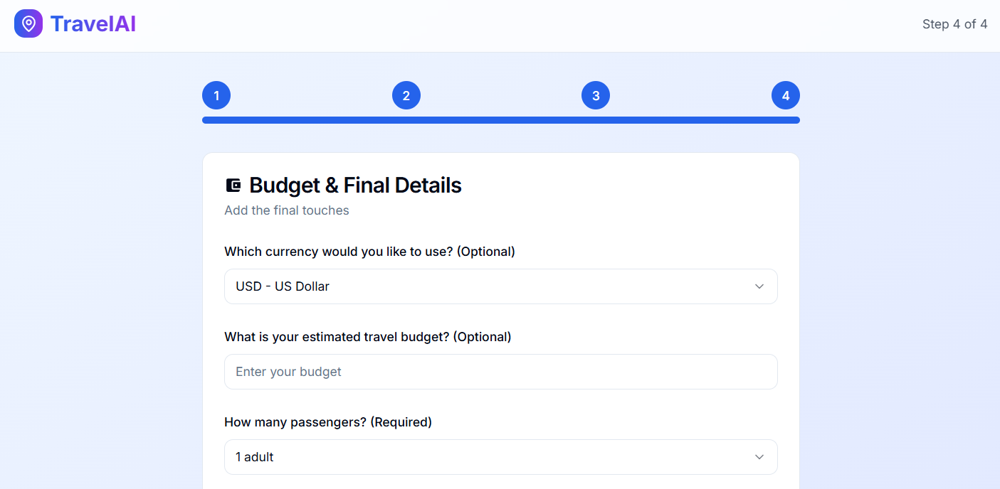 TravelAI
Step 4 of 4
1
2
3
4
Budget & Final Details
Add the final touches
Which currency would you like to use? (Optional)
USD - US Dollar
What is your estimated travel budget? (Optional)
Enter your budget
How many passengers? (Required)
1 adult